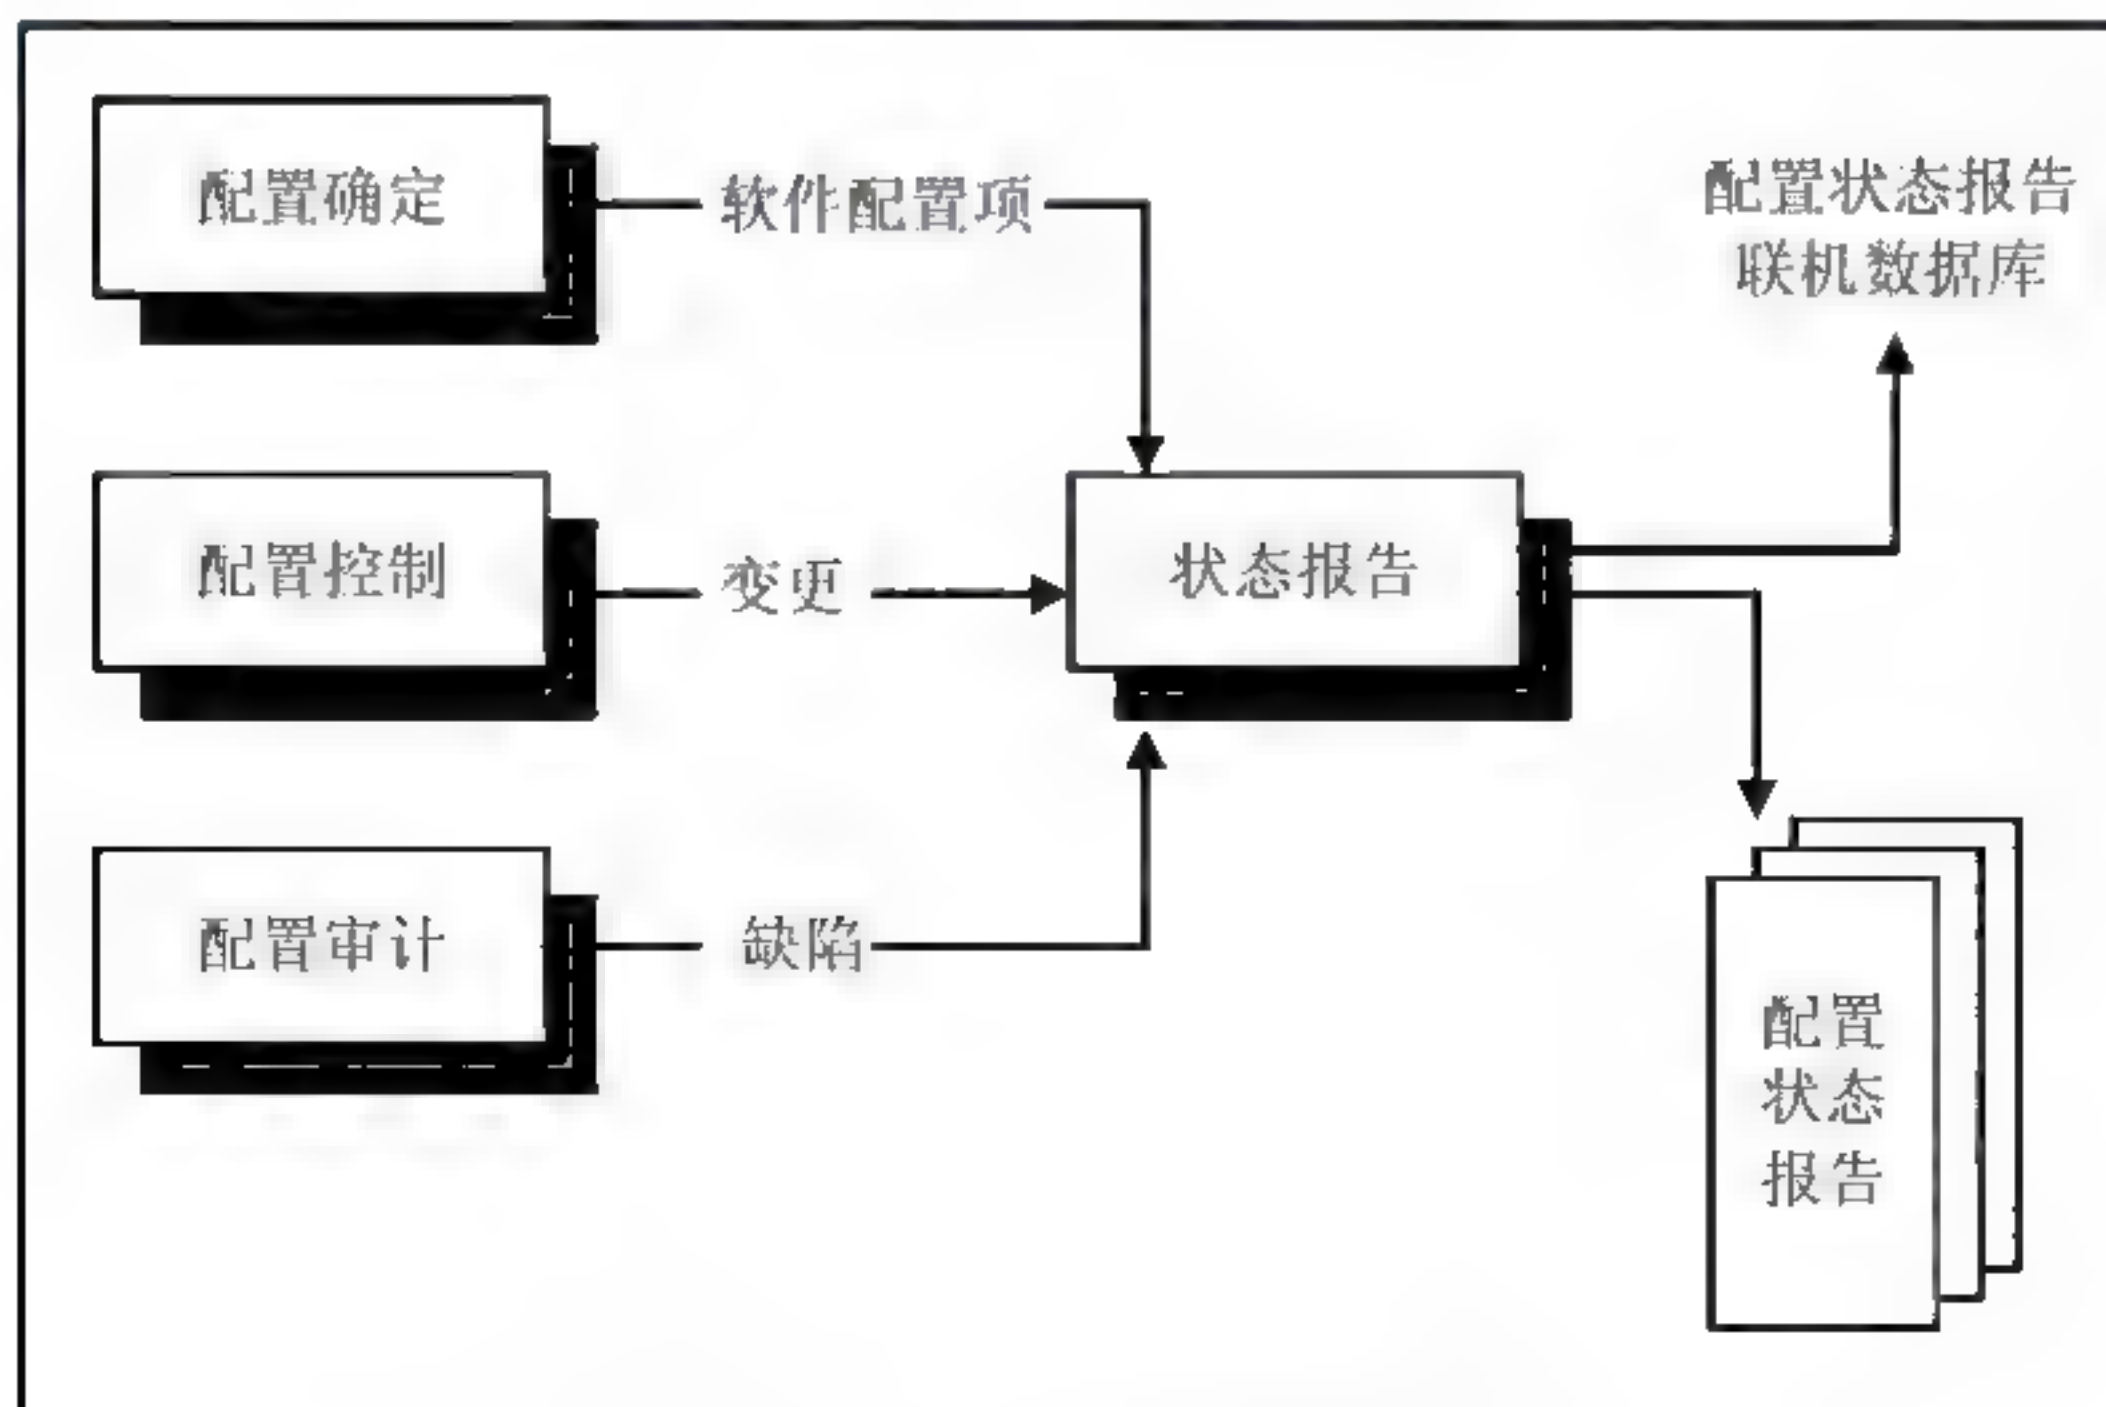 配置确定
软件配置项
配置状态报告
联机数据库
配置控制
变更
状态报告
配置审计
缺陷
配置
状态
报告